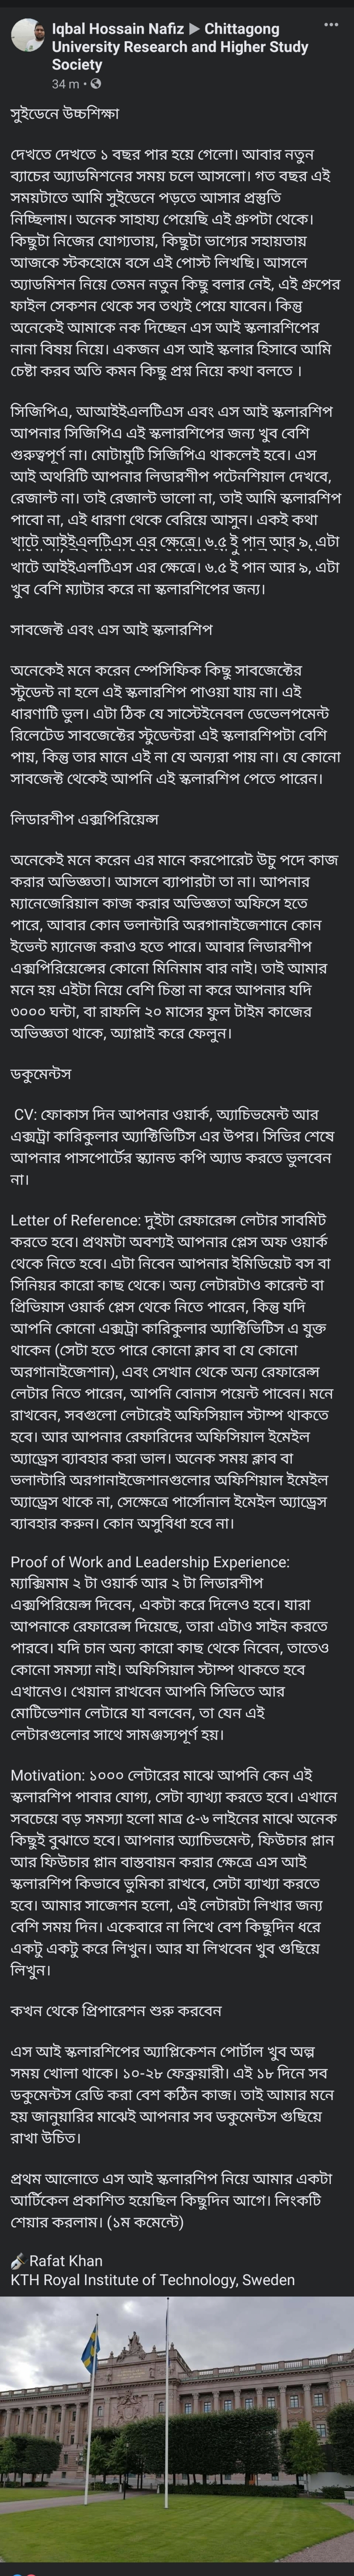 Iqbal Hossain Nafiz ▶ Chittagong
University Research and Higher Study
Society
34 m
সুইডেনে উচ্চশিক্ষা
দেখতে দেখতে ১ বছর পার হয়ে গেলো। আবার নতুন
ব্যাচের অ্যাডমিশনের সময় চলে আসলো। গত বছর এই
সময়টাতে আমি সুইডেনে পড়তে আসার প্রস্তুতি
নিচ্ছিলাম। অনেক সাহায্য পেয়েছি এই গ্রুপটা থেকে।
কিছুটা নিজের যোগ্যতায়, কিছুটা ভাগ্যের সহায়তায়
আজকে স্টকহোমে বসে এই পোস্ট লিখছি। আসলে
অ্যাডমিশন নিয়ে তেমন নতুন কিছু বলার নেই, এই গ্রুপের
ফাইল সেকশন থেকে সব তথ্যই পেয়ে যাবেন। কিন্তু
অনেকেই আমাকে নক দিচ্ছেন এস আই স্কলারশিপের
নানা বিষয় নিয়ে। একজন এস আই স্কলার হিসাবে আমি
চেষ্টা করব অতি কমন কিছু প্রশ্ন নিয়ে কথা বলতে ।
সিজিপিএ, আআইইএলটিএস এবং এস আই স্কলারশিপ
আপনার সিজিপিএ এই স্কলারশিপের জন্য খুব বেশি
গুরুত্বপূর্ণ না। মোটামুটি সিজিপিএ থাকলেই হবে। এস
আই অথরিটি আপনার লিডারশীপ পটেনশিয়াল দেখবে,
রেজাল্ট না। তাই রেজাল্ট ভালো না, তাই আমি স্কলারশিপ
পাবো না, এই ধারণা থেকে বেরিয়ে আসুন। একই কথা
খাটে আইইএলটিএস এর ক্ষেত্রে। ৬.৫ ই পান আর ৯, এটা
খাটে আইইএলটিএস এর ক্ষেত্রে। ৬.৫ ই পান আর ৯, এটা
খুব বেশি ম্যাটার করে না স্কলারশিপের জন্য।
সাবজেক্ট এবং এস আই স্কলারশিপ
অনেকেই মনে করেন স্পেসিফিক কিছু সাবজেক্টের
স্টুডেন্ট না হলে এই স্কলারশিপ পাওয়া যায় না। এই
ধারণাটি ভুল। এটা ঠিক যে সাস্টেইনেবল ডেভেলপমেন্ট
রিলেটেড সাবজেক্টের স্টুডেন্টরা এই স্কলারশিপটা বেশি
পায়, কিন্তু তার মানে এই না যে অন্যরা পায় না। যে কোনো
সাবজেক্ট থেকেই আপনি এই স্কলারশিপ পেতে পারেন।
লিডারশীপ এক্সপিরিয়েন্স
অনেকেই মনে করেন এর মানে করপোরেট উচু পদে কাজ
করার অভিজ্ঞতা। আসলে ব্যাপারটা তা না। আপনার
ম্যানেজেরিয়াল কাজ করার অভিজ্ঞতা অফিসে হতে
পারে, আবার কোন ভলান্টারি অরগানাইজেশানে কোন
ইভেন্ট ম্যানেজ করাও হতে পারে। আবার লিডারশীপ
এক্সপিরিয়েন্সের কোনো মিনিমাম বার নাই। তাই আমার
মনে হয় এইটা নিয়ে বেশি চিন্তা না করে আপনার যদি
৩০০০ ঘন্টা, বা রাফলি ২০ মাসের ফুল টাইম কাজের
অভিজ্ঞতা থাকে, অ্যাপ্লাই করে ফেলুন।
ডকুমেন্টস
CV: ফোকাস দিন আপনার ওয়ার্ক, অ্যাচিভমেন্ট আর
এক্সট্রা কারিকুলার অ্যাক্টিভিটিস এর উপর। সিভির শেষে
আপনার পাসপোর্টের স্ক্যানড কপি অ্যাড করতে ভুলবেন
না।
Letter of Reference: দুইটা রেফারেন্স লেটার সাবমিট
করতে হবে। প্রথমটা অবশ্যই আপনার প্লেস অফ ওয়ার্ক
থেকে নিতে হবে। এটা নিবেন আপনার ইমিডিয়েট বস বা
সিনিয়র কারো কাছ থেকে। অন্য লেটারটাও কারেন্ট বা
প্রিভিয়াস ওয়ার্ক প্লেস থেকে নিতে পারেন, কিন্তু যদি
আপনি কোনো এক্সট্রা কারিকুলার অ্যাক্টিভিটিস এ যুক্ত
থাকেন (সেটা হতে পারে কোনো ক্লাব বা যে কোনো
অরগানাইজেশান), এবং সেখান থেকে অন্য রেফারেন্স
লেটার নিতে পারেন, আপনি বোনাস পয়েন্ট পাবেন। মনে
রাখবেন, সবগুলো লেটারেই অফিসিয়াল স্টাম্প থাকতে
হবে। আর আপনার রেফারিদের অফিসিয়াল ইমেইল
অ্যাড্রেস ব্যাবহার করা ভাল। অনেক সময় ক্লাব বা
ভলান্টারি অরগানাইজেশানগুলোর অফিশিয়াল ইমেইল
অ্যাড্রেস থাকে না, সেক্ষেত্রে পার্সোনাল ইমেইল অ্যাড্রেস
ব্যাবহার করুন। কোন অসুবিধা হবে না।
Proof of Work and Leadership Experience:
ম্যাক্সিমাম ২ টা ওয়ার্ক আর ২ টা লিডারশীপ
এক্সপিরিয়েন্স দিবেন, একটা করে দিলেও হবে। যারা
আপনাকে রেফারেন্স দিয়েছে, তারা এটাও সাইন করতে
পারবে। যদি চান অন্য কারো কাছ থেকে নিবেন, তাতেও
কোনো সমস্যা নাই। অফিসিয়াল স্টাম্প থাকতে হবে
এখানেও। খেয়াল রাখবেন আপনি সিভিতে আর
মোটিভেশান লেটারে যা বলবেন, তা যেন এই
লেটারগুলোর সাথে সামঞ্জস্যপূর্ণ হয়।
Motivation: ১০০০ লেটারের মাঝে আপনি কেন এই
স্কলারশিপ পাবার যোগ্য, সেটা ব্যাখ্যা করতে হবে। এখানে
সবচেয়ে বড় সমস্যা হলো মাত্র ৫-৬ লাইনের মাঝে অনেক
কিছুই বুঝাতে হবে। আপনার অ্যাচিভমেন্ট, ফিউচার প্লান
আর ফিউচার প্লান বাস্তবায়ন করার ক্ষেত্রে এস আই
স্কলারশিপ কিভাবে ভুমিকা রাখবে, সেটা ব্যাখ্যা করতে
হবে। আমার সাজেশন হলো, এই লেটারটা লিখার জন্য
বেশি সময় দিন। একেবারে না লিখে বেশ কিছুদিন ধরে
একটু একটু করে লিখুন। আর যা লিখবেন খুব গুছিয়ে
লিখুন।
কখন থেকে প্রিপারেশন শুরু করবেন
এস আই স্কলারশিপের অ্যাপ্লিকেশন পোর্টাল খুব অল্প
সময় খোলা থাকে। ১০-২৮ ফেব্রুয়ারী। এই ১৮ দিনে সব
ডকুমেন্টস রেডি করা বেশ কঠিন কাজ। তাই আমার মনে
হয় জানুয়ারির মাঝেই আপনার সব ডকুমেন্টস গুছিয়ে
রাখা উচিত।
প্রথম আলোতে এস আই স্কলারশিপ নিয়ে আমার একটা
আর্টিকেল প্রকাশিত হয়েছিল কিছুদিন আগে। লিংকটি
শেয়ার করলাম। (১ম কমেন্টে)
Rafat Khan
KTH Royal Institute of Technology, Sweden